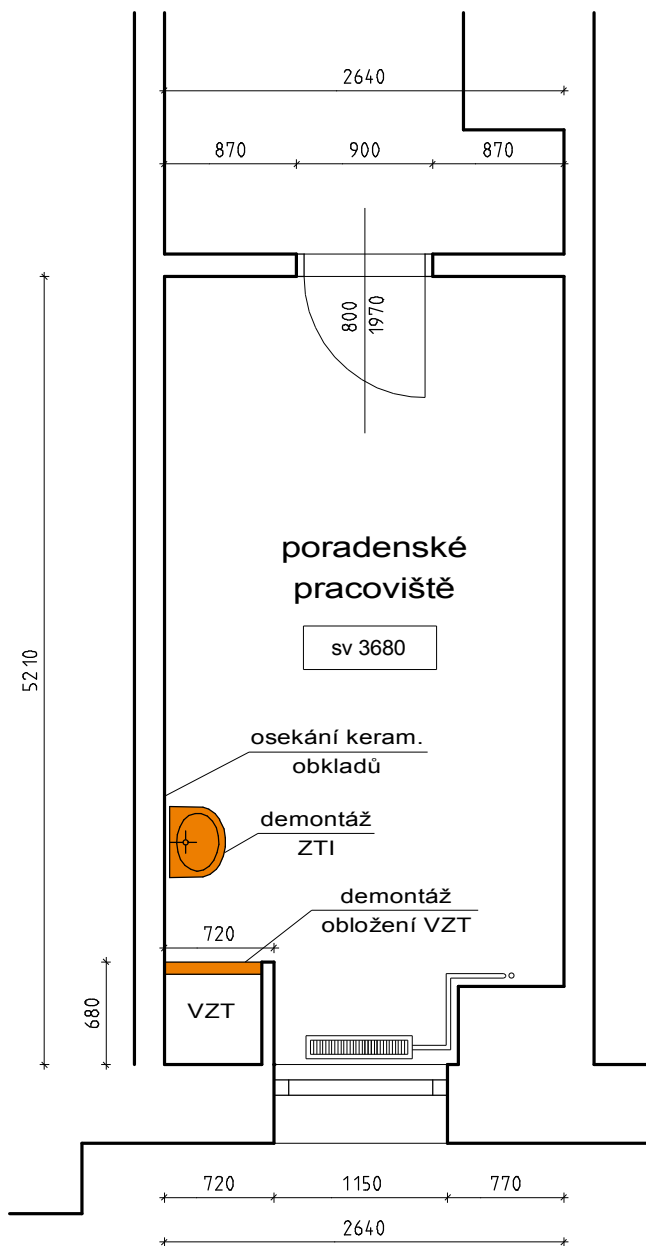 2640
870 900 870
800
1970
poradenské
pracoviště
sv 3680
5210
osekání keram.
obkladů
demontáž
ZTI
demontáž
obložení VZT
720
680
VZT
720 1150 770
2640